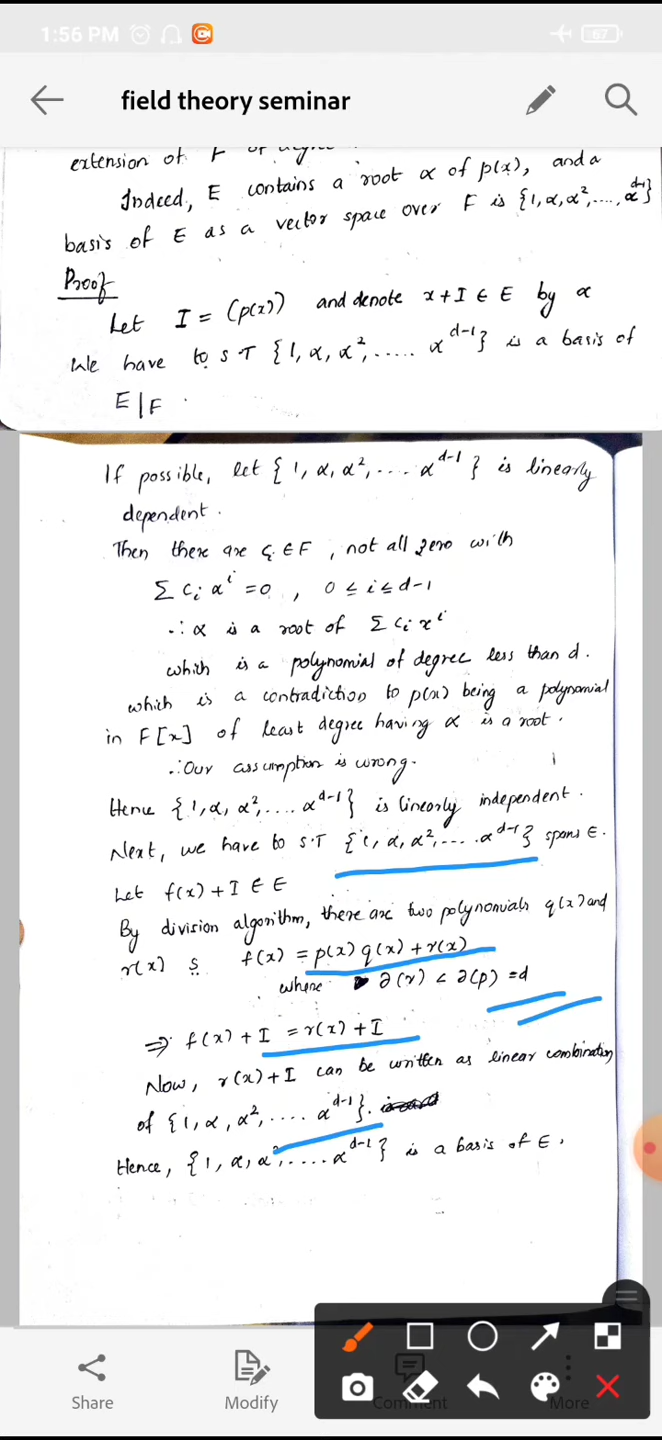 1:56 PM 67
field theory seminar
extension of F of
Indeed, E contains a root α of p(x), and a
basis of E as a vector space over F is {1, α, α², ...., α^d-1}
Proof
Let I = (p(x)) and denote x + I ∈ E by α
We have to S.T {1, α, α², ..... α^d-1} is a basis of
E|F .
If possible, let {1, α, α², .... α^d-1} is linearly
dependent.
Then there are ci ∈ F, not all zero with
Σ ci α^i = 0 , 0 ≤ i ≤ d-1
∴ α is a root of Σ ci x^i
which is a polynomial of degree less than d.
which is a contradiction to p(x) being a polynomial
in F[x] of least degree having α is a root.
∴ Our assumption is wrong.
Hence {1, α, α², .... α^d-1} is linearly independent.
Next, we have to S.T {1, α, α², .... α^d-1} spans E.
Let f(x) + I ∈ E
By division algorithm, there are two polynomials q(x) and
r(x) f(x) = p(x) q(x) + r(x)
where ∂(r) < ∂(p) = d
⇒ f(x) + I = r(x) + I
Now, r(x) + I can be written as linear combination
of {1, α, α², .... α^d-1}.
Hence, {1, α, α², .... α^d-1} is a basis of E.
Share Modify Comment More